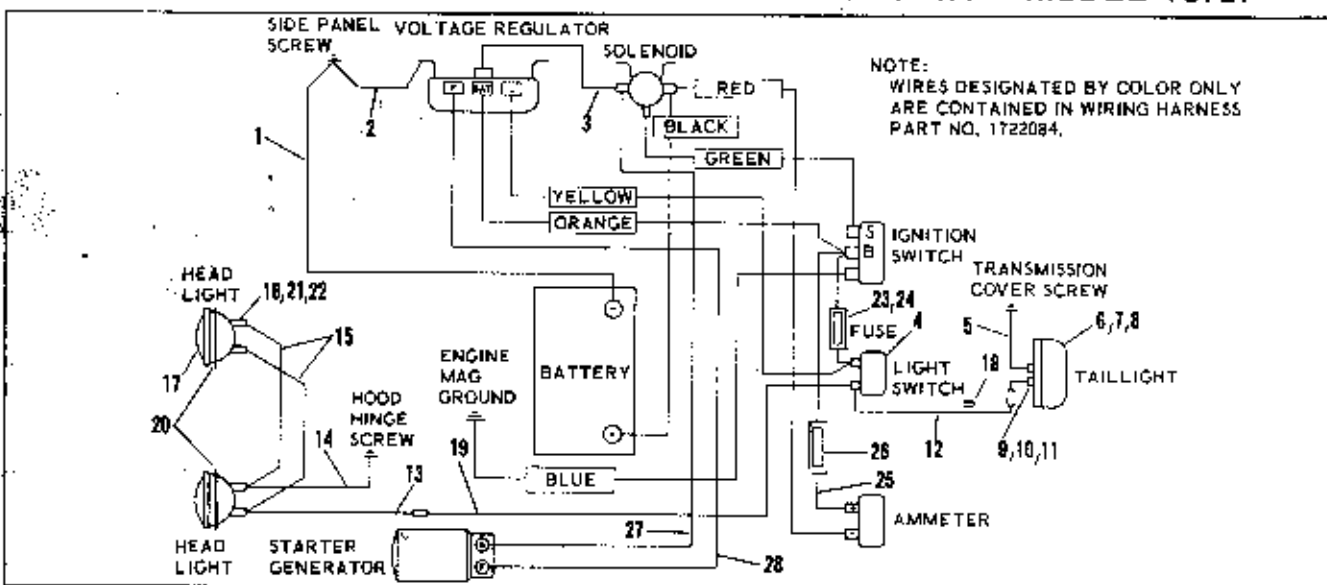 SIDE PANEL
SCREW
VOLTAGE REGULATOR
SOLENOID
NOTE:
WIRES DESIGNATED BY COLOR ONLY
ARE CONTAINED IN WIRING HARNESS
PART NO. 1722084.
F
BAT
L
RED
1
2
3
BLACK
GREEN
YELLOW
ORANGE
S
B
IGNITION
SWITCH
TRANSMISSION
COVER SCREW
HEAD
LIGHT
18,21,22
23,24
4
5
6,7,8
FUSE
15
ENGINE
MAG
GROUND
BATTERY
LIGHT
SWITCH
18
TAILLIGHT
17
HOOD
HINGE
SCREW
20
14
12
9,10,11
13
19
26
BLUE
25
AMMETER
HEAD
LIGHT
STARTER
GENERATOR
A
F
27
28